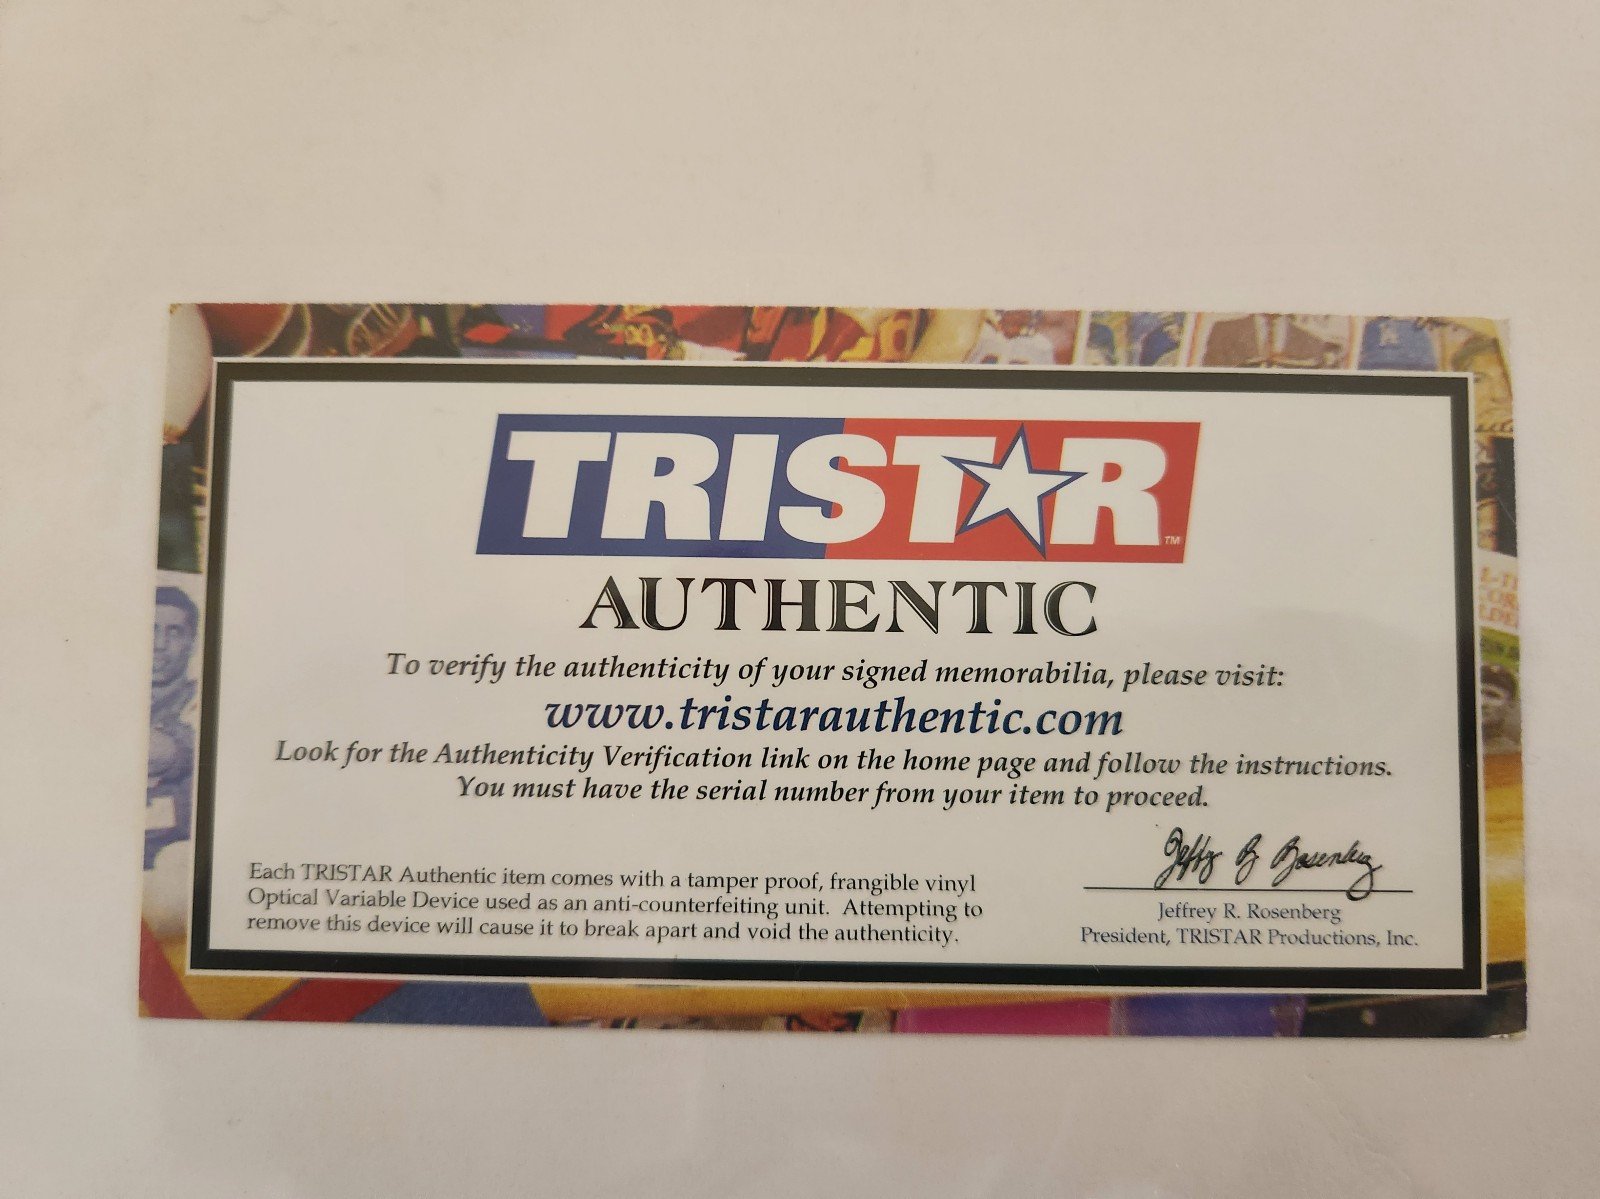 TRISTAR TM
AUTHENTIC
To verify the authenticity of your signed memorabilia, please visit:
www.tristarauthentic.com
Look for the Authenticity Verification link on the home page and follow the instructions.
You must have the serial number from your item to proceed.
Each TRISTAR Authentic item comes with a tamper proof, frangible vinyl
Optical Variable Device used as an anti-counterfeiting unit. Attempting to
remove this device will cause it to break apart and void the authenticity.
Jeffrey R. Rosenberg
President, TRISTAR Productions, Inc.